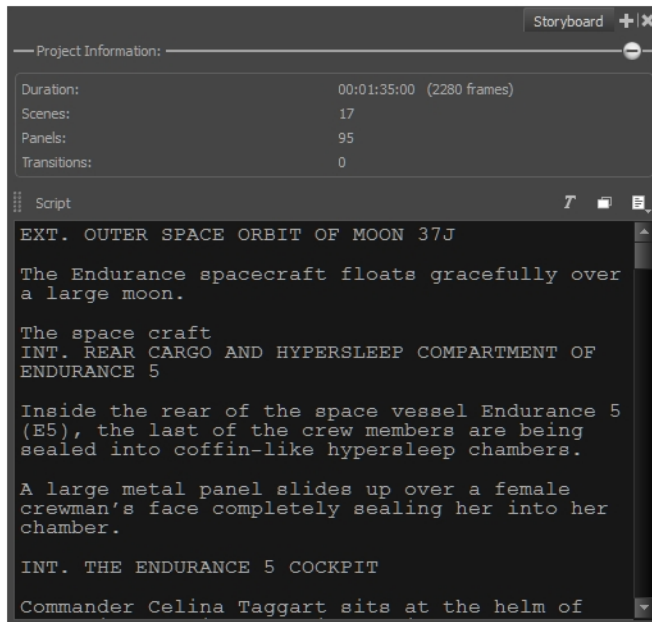 Storyboard
Project Information:
Duration: 00:01:35:00 (2280 frames)
Scenes: 17
Panels: 95
Transitions: 0
Script
EXT. OUTER SPACE ORBIT OF MOON 37J
The Endurance spacecraft floats gracefully over
a large moon.
The space craft
INT. REAR CARGO AND HYPERSLEEP COMPARTMENT OF
ENDURANCE 5
Inside the rear of the space vessel Endurance 5
(E5), the last of the crew members are being
sealed into coffin-like hypersleep chambers.
A large metal panel slides up over a female
crewman's face completely sealing her into her
chamber.
INT. THE ENDURANCE 5 COCKPIT
Commander Celina Taggart sits at the helm of